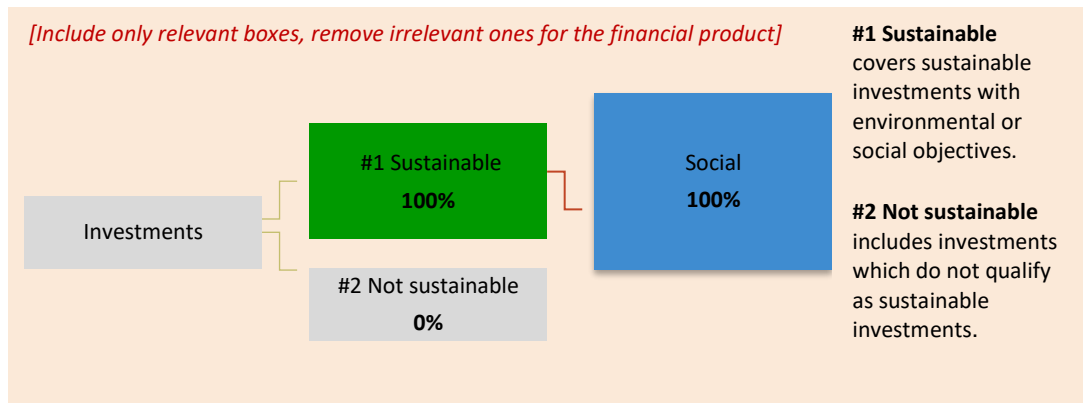 [Include only relevant boxes, remove irrelevant ones for the financial product]
Investments
#1 Sustainable
100%
#2 Not sustainable
0%
Social
100%
#1 Sustainable
covers sustainable
investments with
environmental or
social objectives.
#2 Not sustainable
includes investments
which do not qualify
as sustainable
investments.